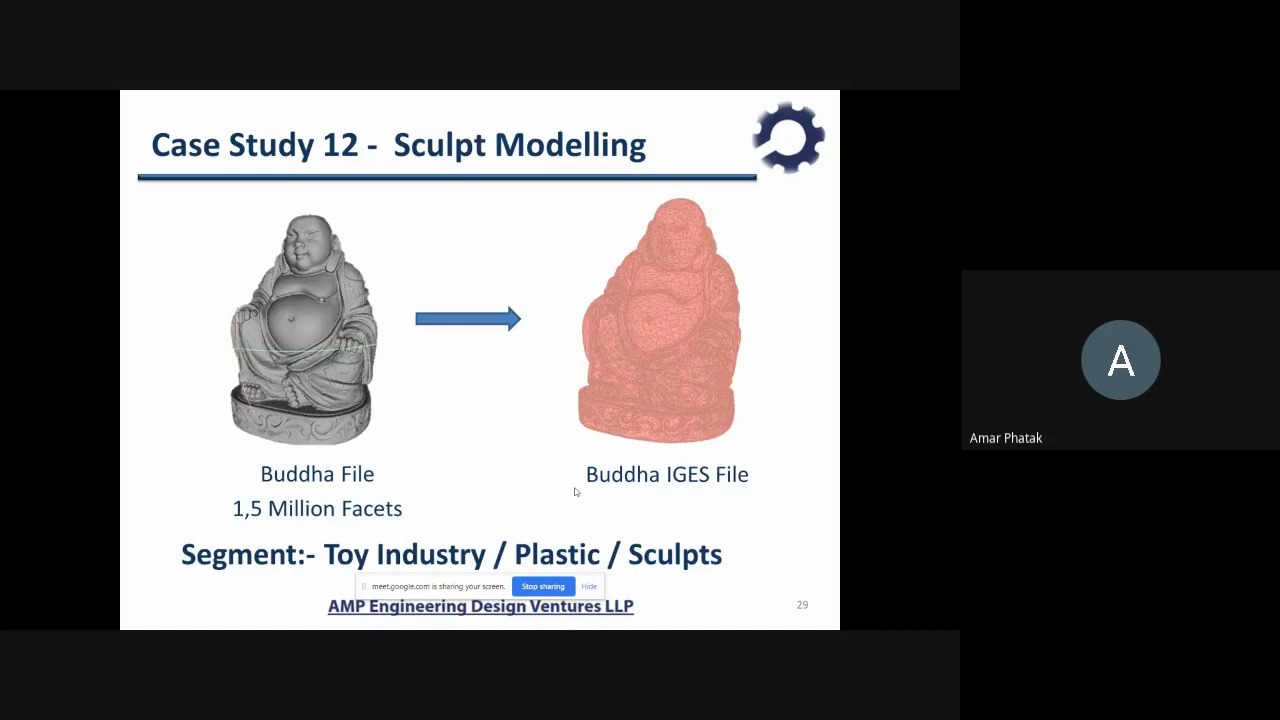 Case Study 12 - Sculpt Modelling
Buddha File
1,5 Million Facets
Buddha IGES File
Segment:- Toy Industry / Plastic / Sculpts
meet.google.com is sharing your screen. Stop sharing Hide
AMP Engineering Design Ventures LLP
29
A
Amar Phatak